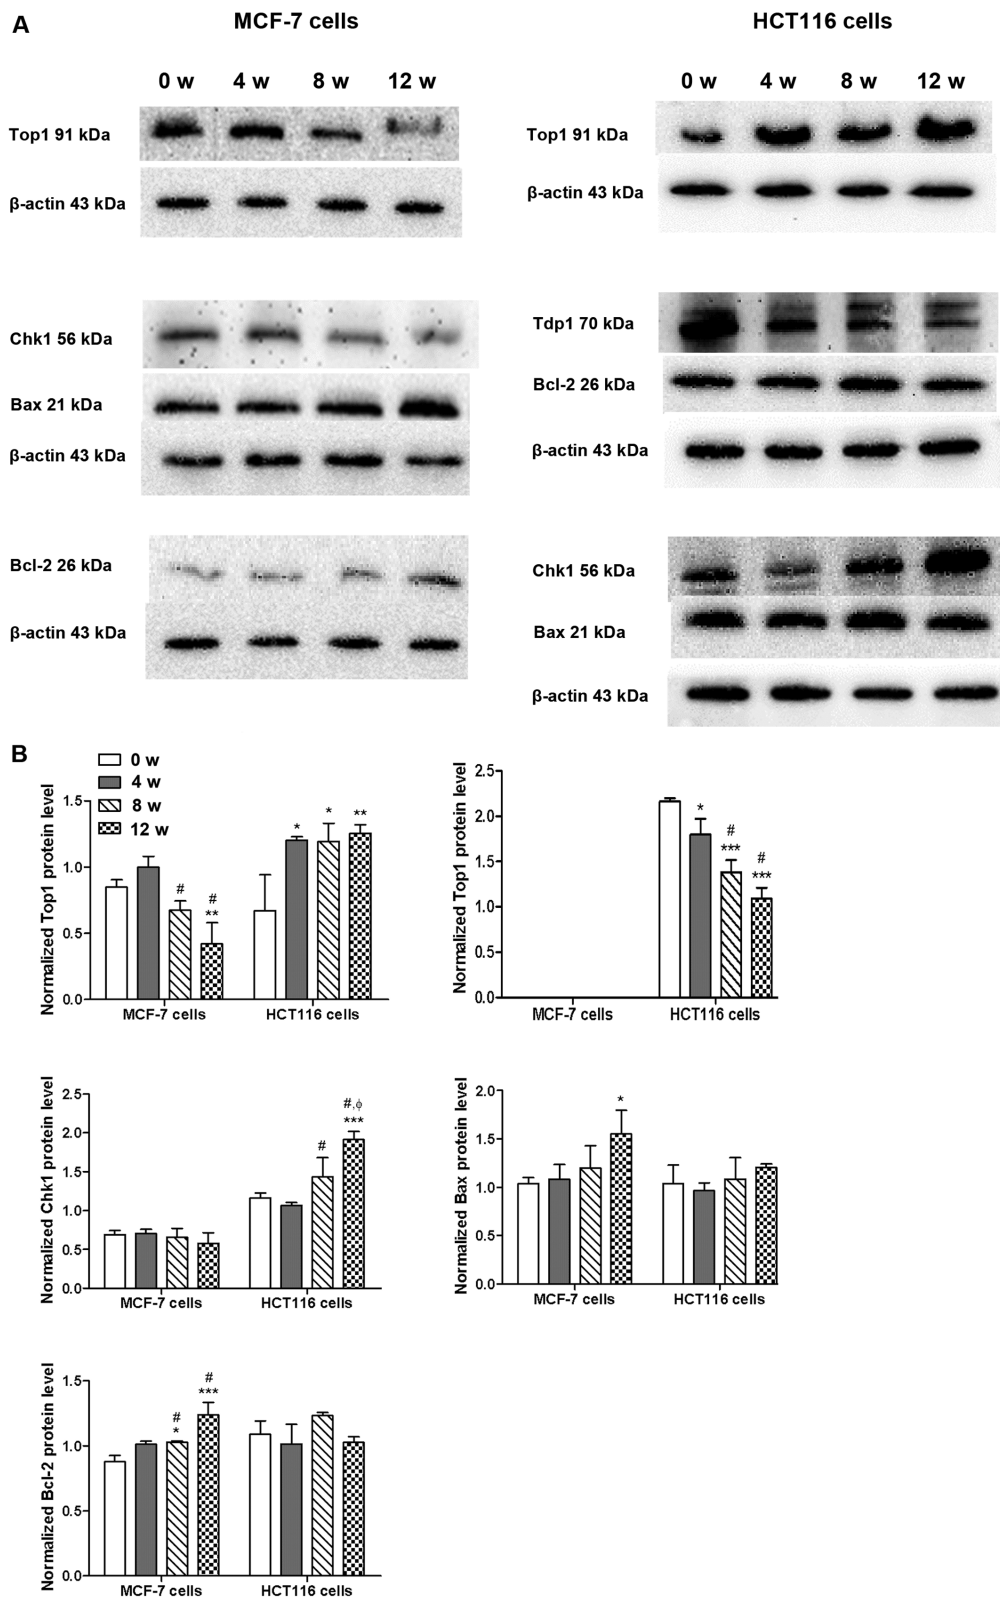 A
MCF-7 cells
HCT116 cells
0 w 4 w 8 w 12 w
0 w 4 w 8 w 12 w
Top1 91 kDa
β-actin 43 kDa
Chk1 56 kDa
Bax 21 kDa
β-actin 43 kDa
Bcl-2 26 kDa
β-actin 43 kDa
Top1 91 kDa
β-actin 43 kDa
Tdp1 70 kDa
Bcl-2 26 kDa
β-actin 43 kDa
Chk1 56 kDa
Bax 21 kDa
β-actin 43 kDa
B
0 w
4 w
8 w
12 w
Normalized Top1 protein level
1.5
1.0
0.5
0.0
#
#
**
*
*
**
MCF-7 cells HCT116 cells
Normalized Top1 protein level
2.5
2.0
1.5
1.0
0.5
0.0
*
#
***
#
***
MCF-7 cells HCT116 cells
Normalized Chk1 protein level
2.5
2.0
1.5
1.0
0.5
0.0
#
#,ϕ
***
MCF-7 cells HCT116 cells
Normalized Bax protein level
2.0
1.5
1.0
0.5
0.0
*
MCF-7 cells HCT116 cells
Normalized Bcl-2 protein level
1.5
1.0
0.5
0.0
#
*
#
***
MCF-7 cells HCT116 cells